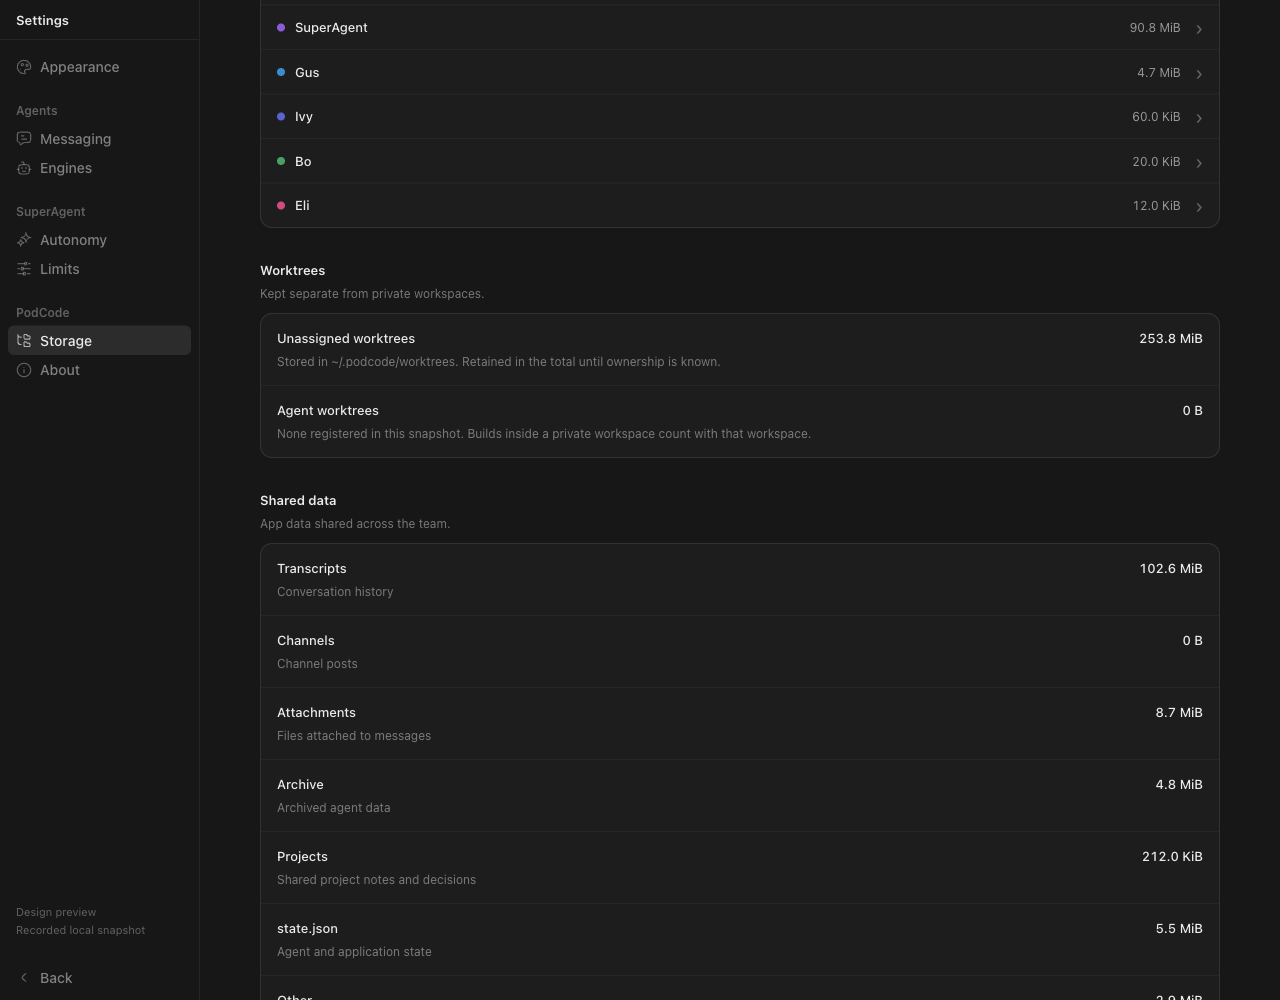 Settings
Appearance
Agents
Messaging
Engines
SuperAgent
Autonomy
Limits
PodCode
Storage
About
Design preview
Recorded local snapshot
Back
SuperAgent 90.8 MiB
Gus 4.7 MiB
Ivy 60.0 KiB
Bo 20.0 KiB
Eli 12.0 KiB
Worktrees
Kept separate from private workspaces.
Unassigned worktrees 253.8 MiB
Stored in ~/.podcode/worktrees. Retained in the total until ownership is known.
Agent worktrees 0 B
None registered in this snapshot. Builds inside a private workspace count with that workspace.
Shared data
App data shared across the team.
Transcripts 102.6 MiB
Conversation history
Channels 0 B
Channel posts
Attachments 8.7 MiB
Files attached to messages
Archive 4.8 MiB
Archived agent data
Projects 212.0 KiB
Shared project notes and decisions
state.json 5.5 MiB
Agent and application state
Other 2.9 MiB